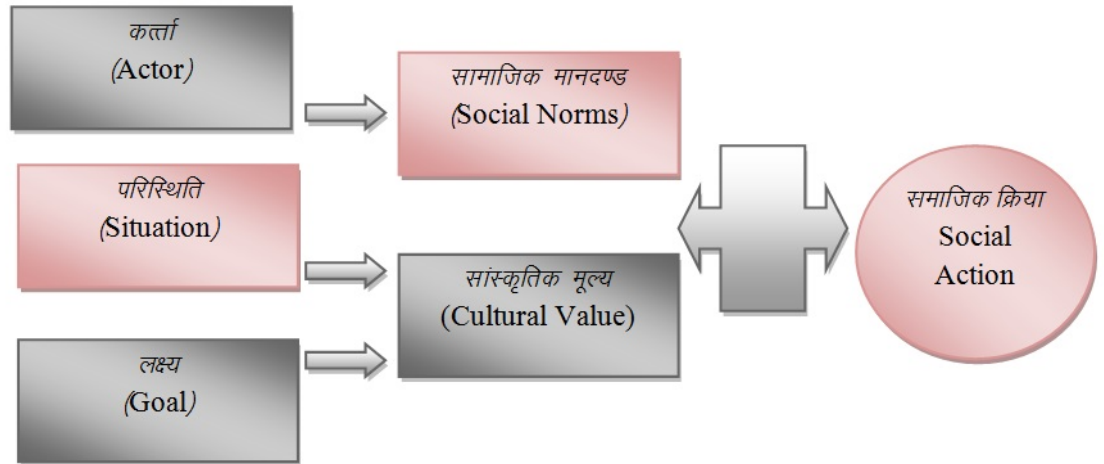 कर्त्ता
(Actor)
परिस्थिति
(Situation)
लक्ष्य
(Goal)
सामाजिक मानदण्ड
(Social Norms)
सांस्कृतिक मूल्य
(Cultural Value)
समाजिक क्रिया
Social
Action